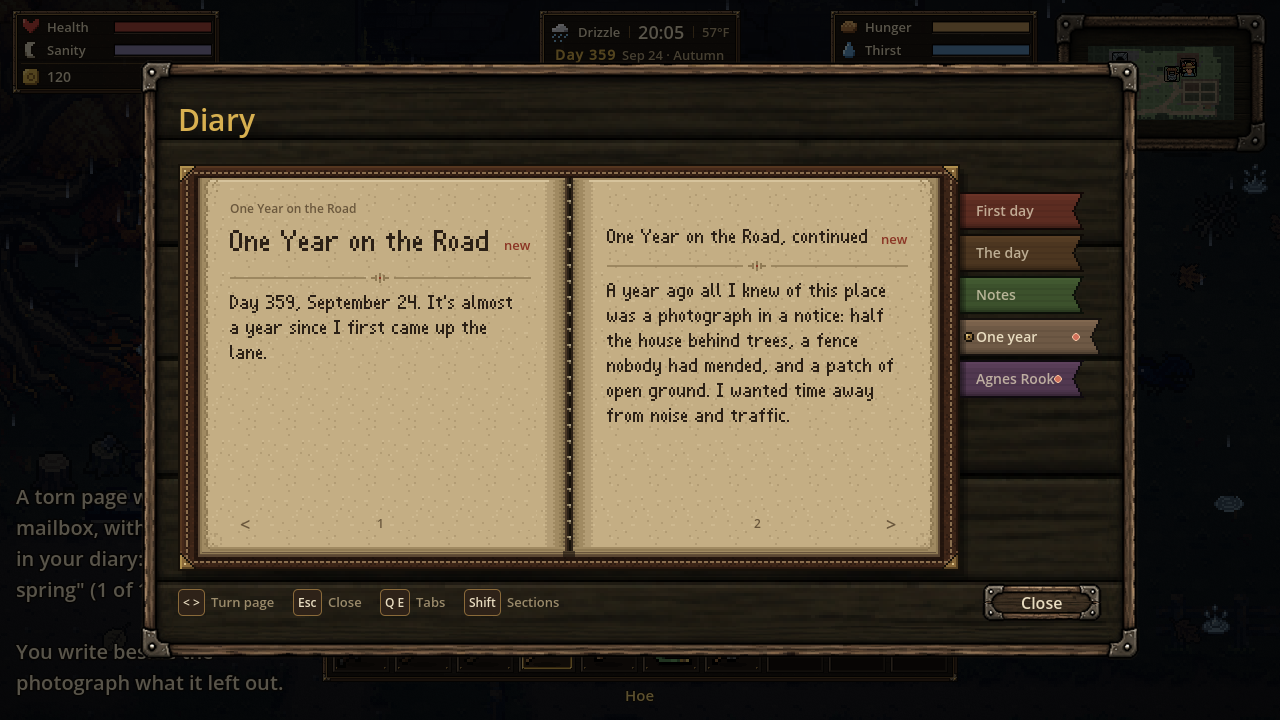 Health
Sanity
120
Drizzle 20:05 57°F
Day 359 Sep 24 · Autumn
Hunger
Thirst
Diary
One Year on the Road
One Year on the Road new
Day 359, September 24. It's almost
a year since I first came up the
lane.
< 1
One Year on the Road, continued new
A year ago all I knew of this place
was a photograph in a notice: half
the house behind trees, a fence
nobody had mended, and a patch of
open ground. I wanted time away
from noise and traffic.
2 >
First day
The day
Notes
One year
Agnes Rook
A torn page
mailbox, with
in your diary:
spring" (1 of
You write
photograph what it left out.
< > Turn page Esc Close Q E Tabs Shift Sections
Close
Hoe